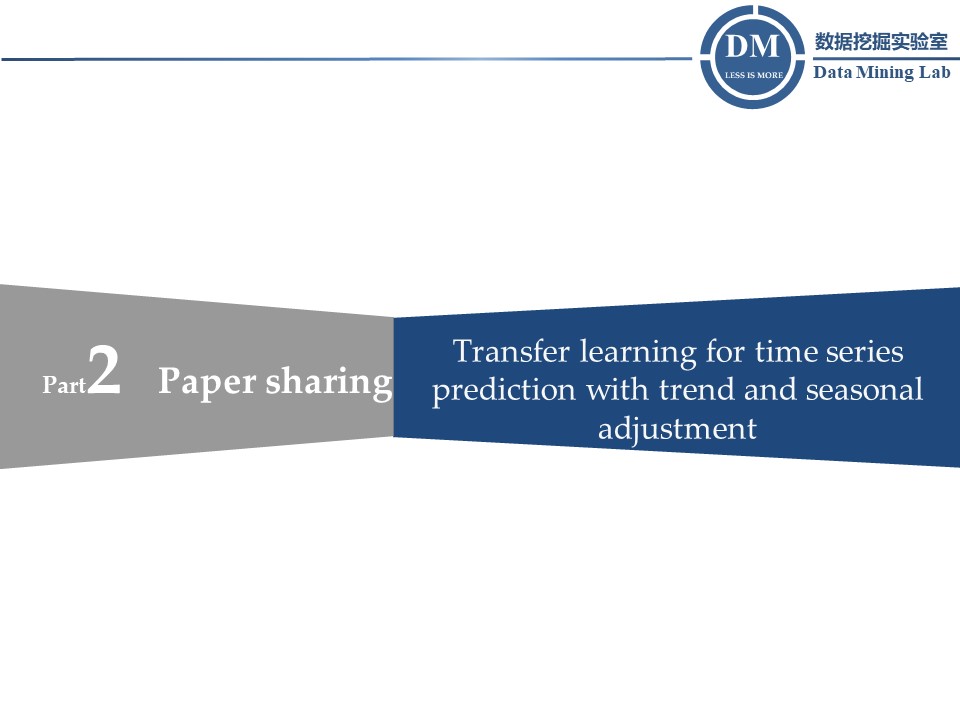 DM
LESS IS MORE
数据挖掘实验室
Data Mining Lab
Part2 Paper sharing
Transfer learning for time series
prediction with trend and seasonal
adjustment